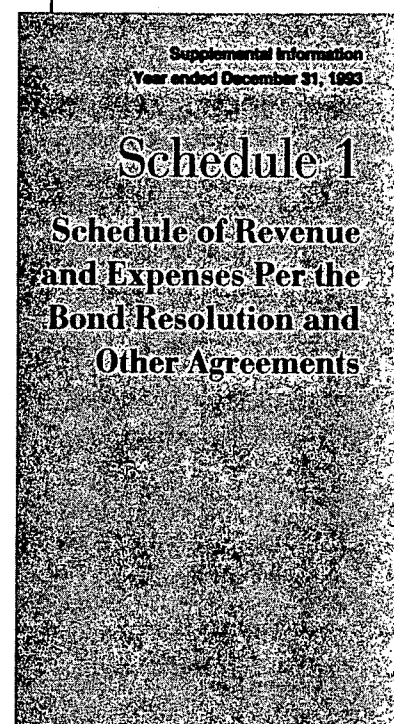 Supplemental Information
Year ended December 31, 1993
Schedule 1
Schedule of Revenue
and Expenses Per the
Bond Resolution and
Other Agreements